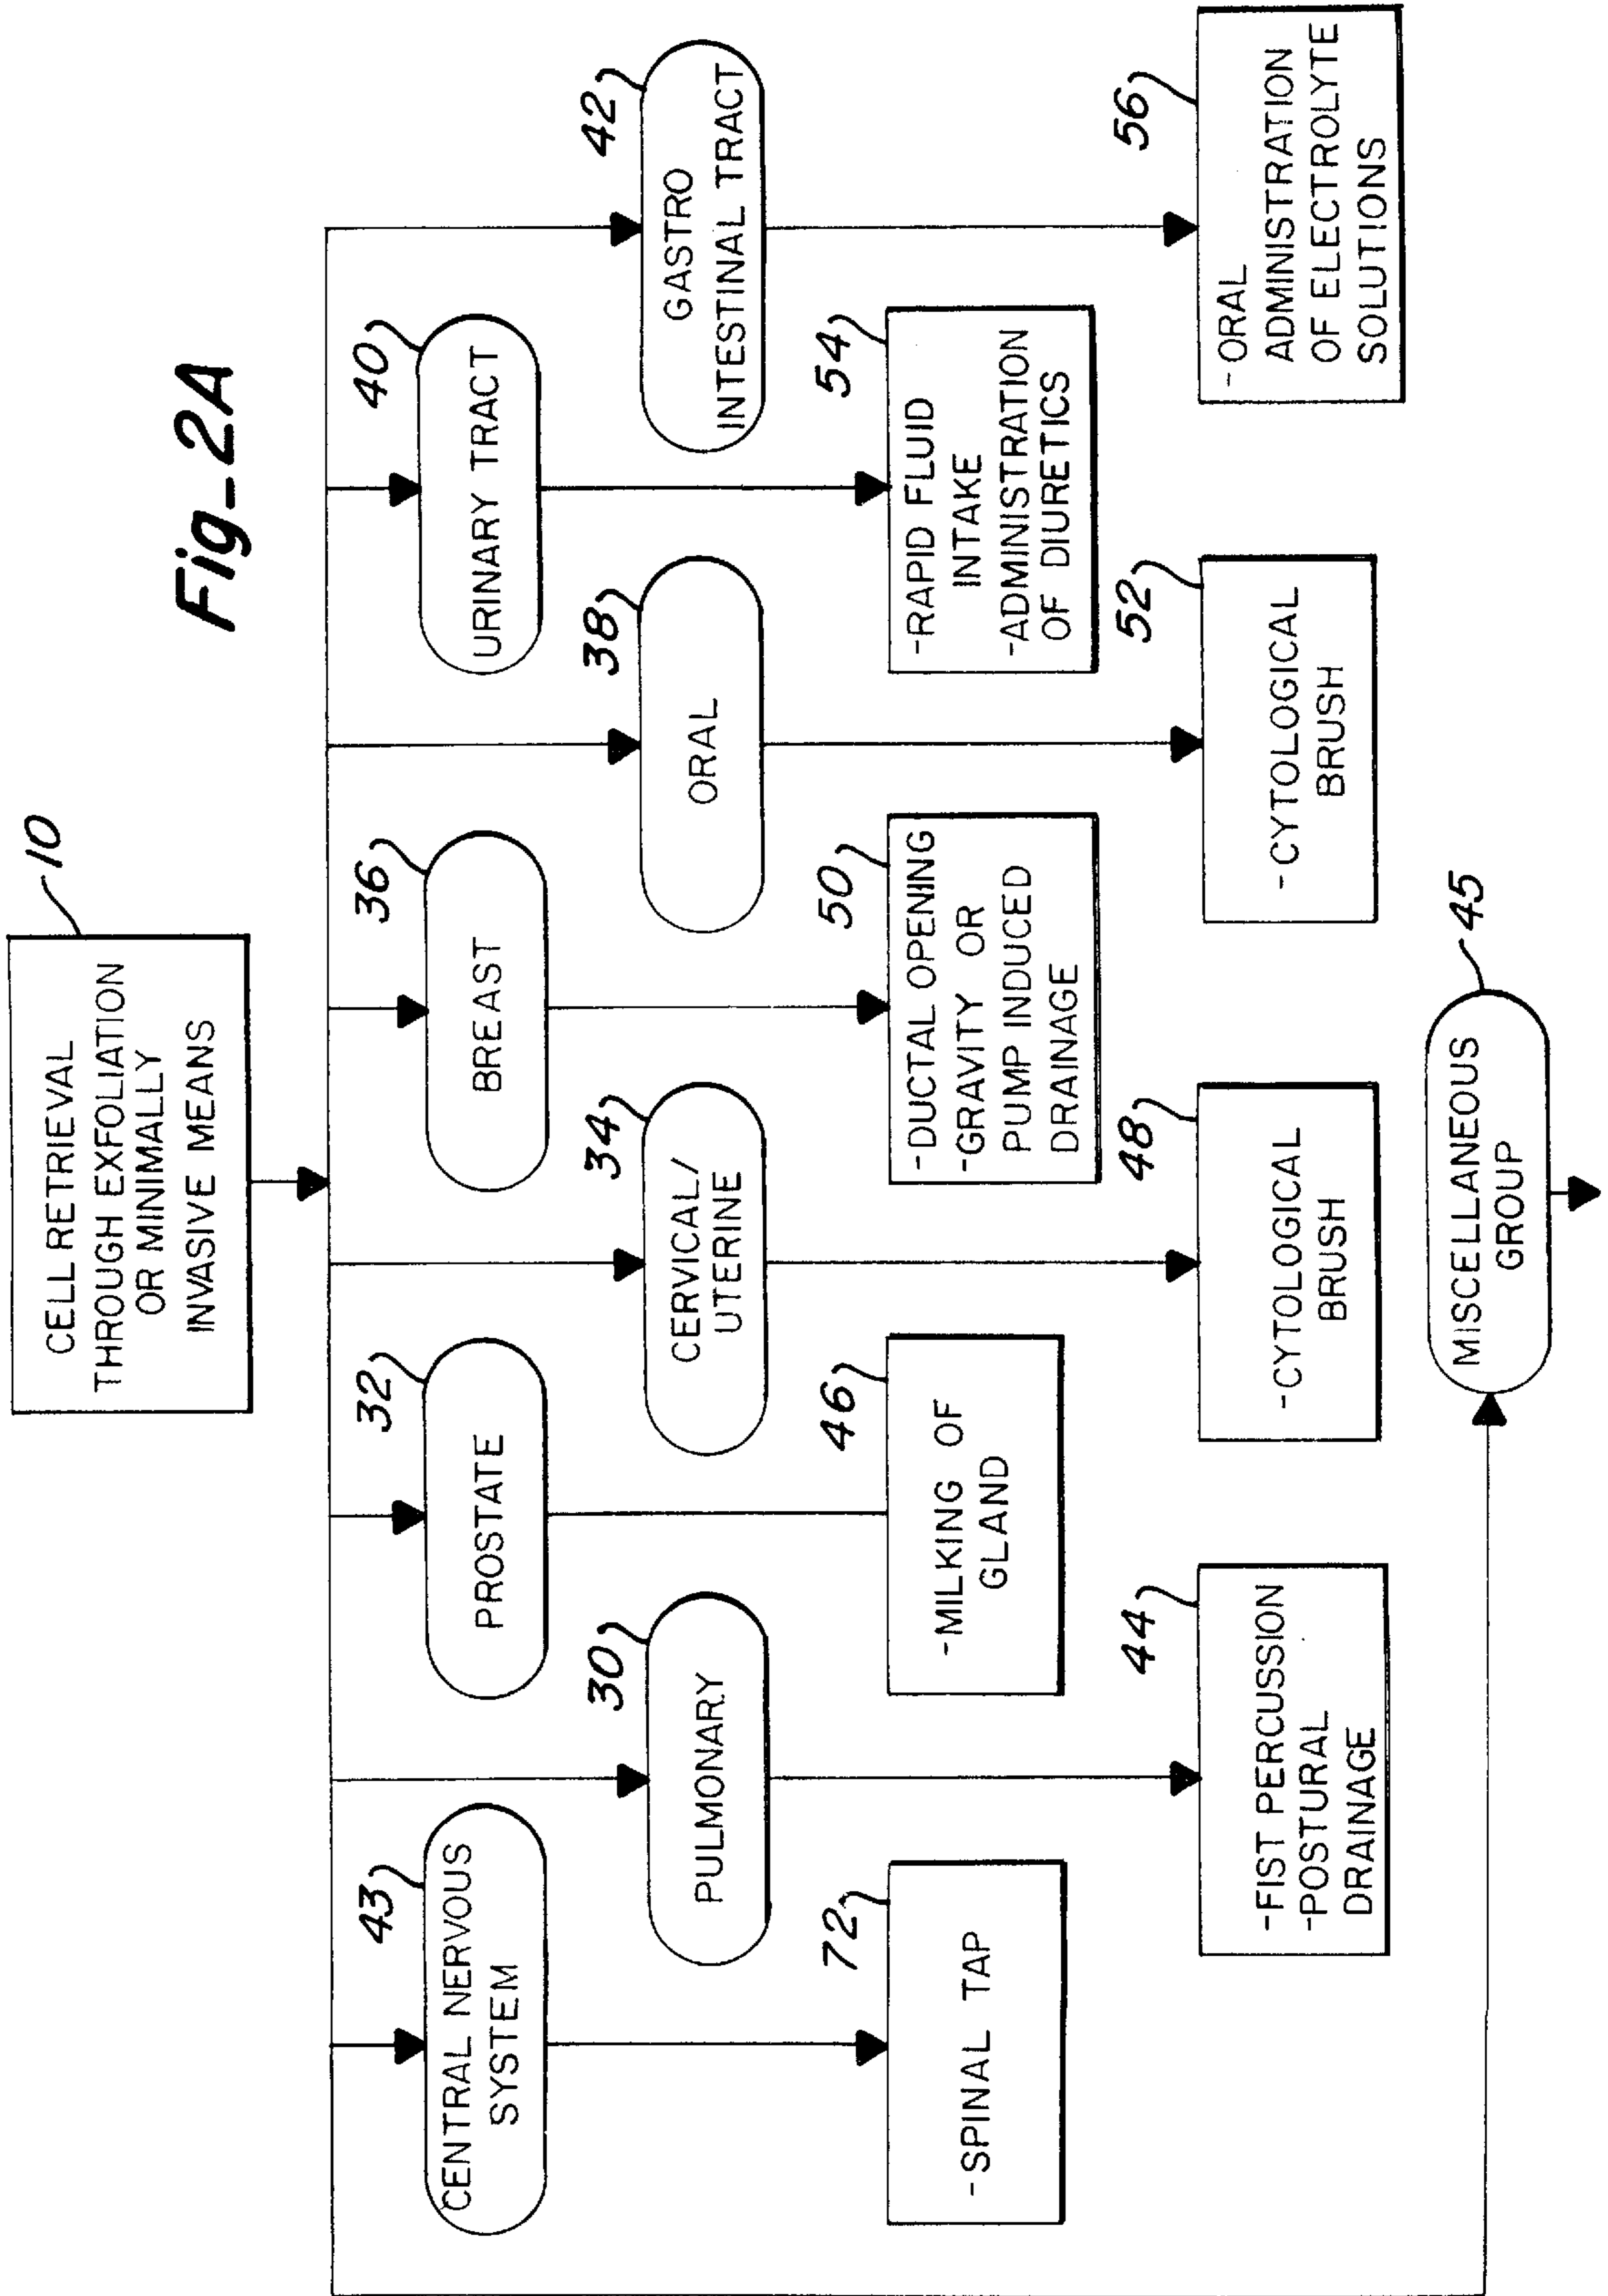 Fig-2A
10
CELL RETRIEVAL
THROUGH EXFOLIATION
OR MINIMALLY
INVASIVE MEANS
43
CENTRAL NERVOUS
SYSTEM
32
PROSTATE
36
BREAST
40
URINARY TRACT
30
PULMONARY
34
CERVICAL/
UTERINE
38
ORAL
42
GASTRO
INTESTINAL TRACT
72
-SPINAL TAP
46
-MILKING OF
GLAND
50
-DUCTAL OPENING
-GRAVITY OR
PUMP INDUCED
DRAINAGE
54
-RAPID FLUID
INTAKE
-ADMINISTRATION
OF DIURETICS
44
-FIST PERCUSSION
-POSTURAL
DRAINAGE
48
-CYTOLOGICAL
BRUSH
52
-CYTOLOGICAL
BRUSH
56
-ORAL
ADMINISTRATION
OF ELECTROLYTE
SOLUTIONS
45
MISCELLANEOUS
GROUP